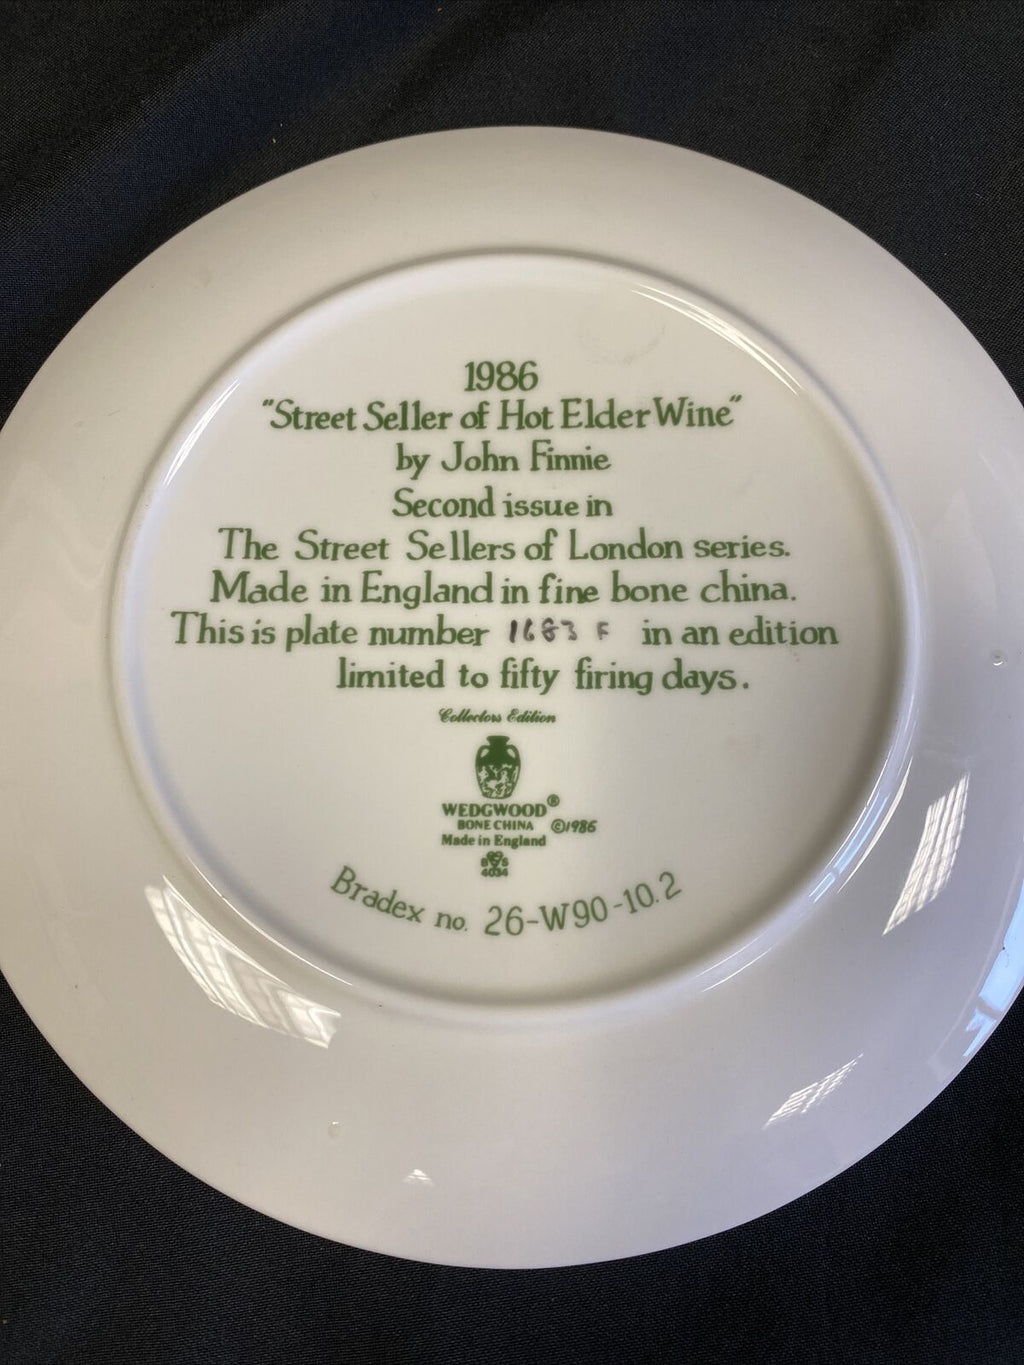 1986
"Street Seller of Hot Elder Wine"
by John Finnie
Second issue in
The Street Sellers of London series.
Made in England in fine bone china.
This is plate number 1683 F in an edition
limited to fifty firing days.
Collectors Edition
WEDGWOOD®
BONE CHINA ©1986
Made in England
BS
4034
Bradex no. 26-W90-10.2